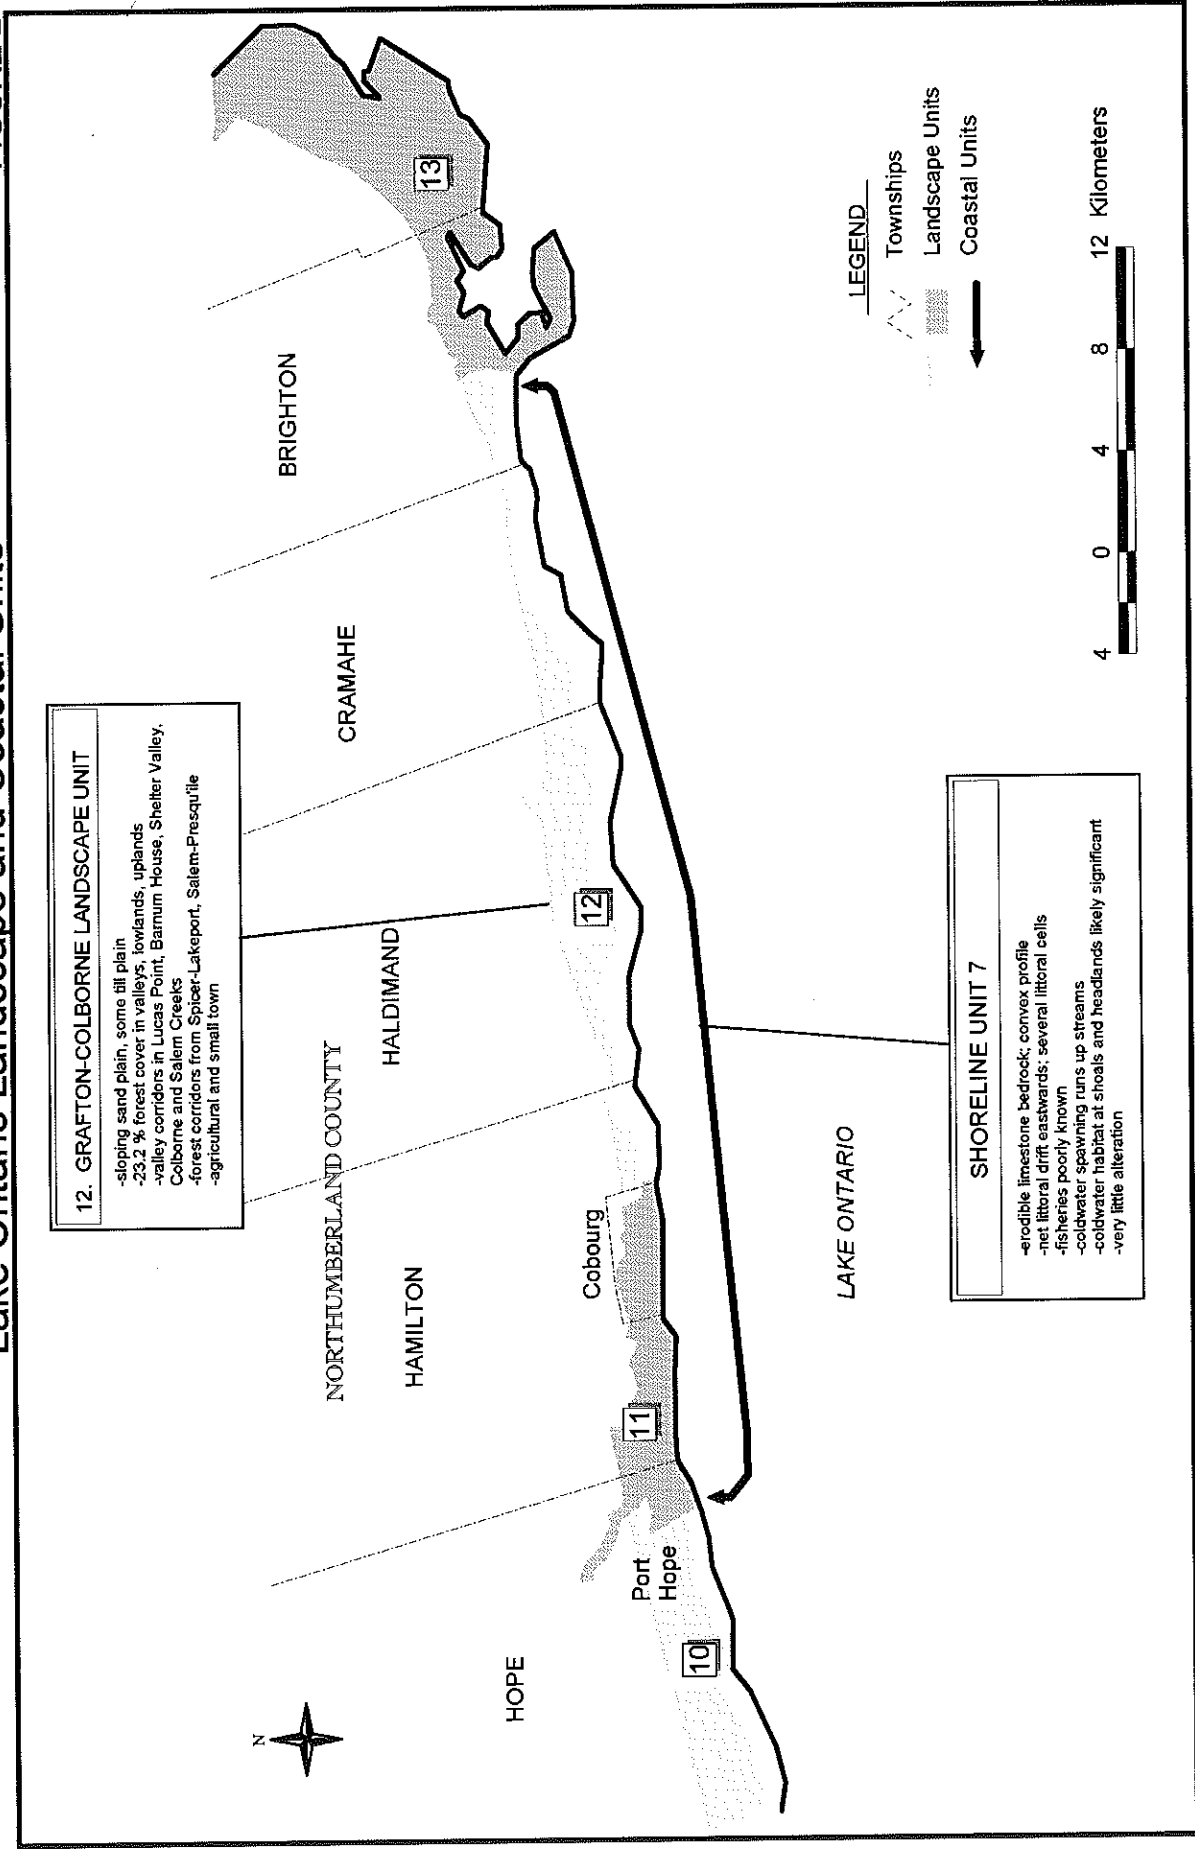 Lake Ontario Landscape and Coastal Units
12. GRAFTON-COLBORNE LANDSCAPE UNIT
-sloping sand plain, some till plain
-23.2 % forest cover in valleys, lowlands, uplands
-valley corridors in Lucas Point, Barnum House, Shelter Valley,
Colborne and Salem Creeks
-forest corridors from Spicer-Lakeport, Salem-Presqu'ile
-agricultural and small town
N
NORTHUMBERLAND COUNTY
HOPE
HAMILTON
HALDIMAND
CRAMAHE
BRIGHTON
Port
Hope
Cobourg
10
11
12
13
LAKE ONTARIO
SHORELINE UNIT 7
-erodible limestone bedrock; convex profile
-net littoral drift eastwards; several littoral cells
-fisheries poorly known
-coldwater spawning runs up streams
-coldwater habitat at shoals and headlands likely significant
-very little alteration
LEGEND
Townships
Landscape Units
Coastal Units
4 0 4 8 12 Kilometers